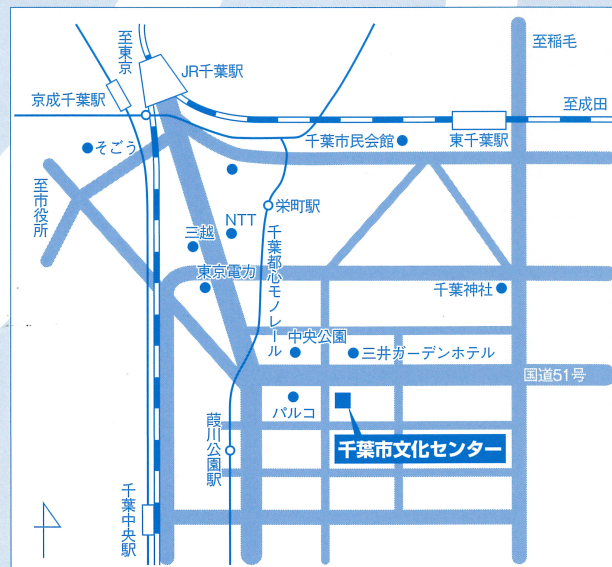 至東京
JR千葉駅
至稲毛
京成千葉駅
至成田
千葉市民会館
東千葉駅
そごう
至市役所
栄町駅
NTT
三越
千葉都心モノレール
東京電力
千葉神社
中央公園
三井ガーデンホテル
国道51号
パルコ
葭川公園駅
千葉市文化センター
千葉中央駅